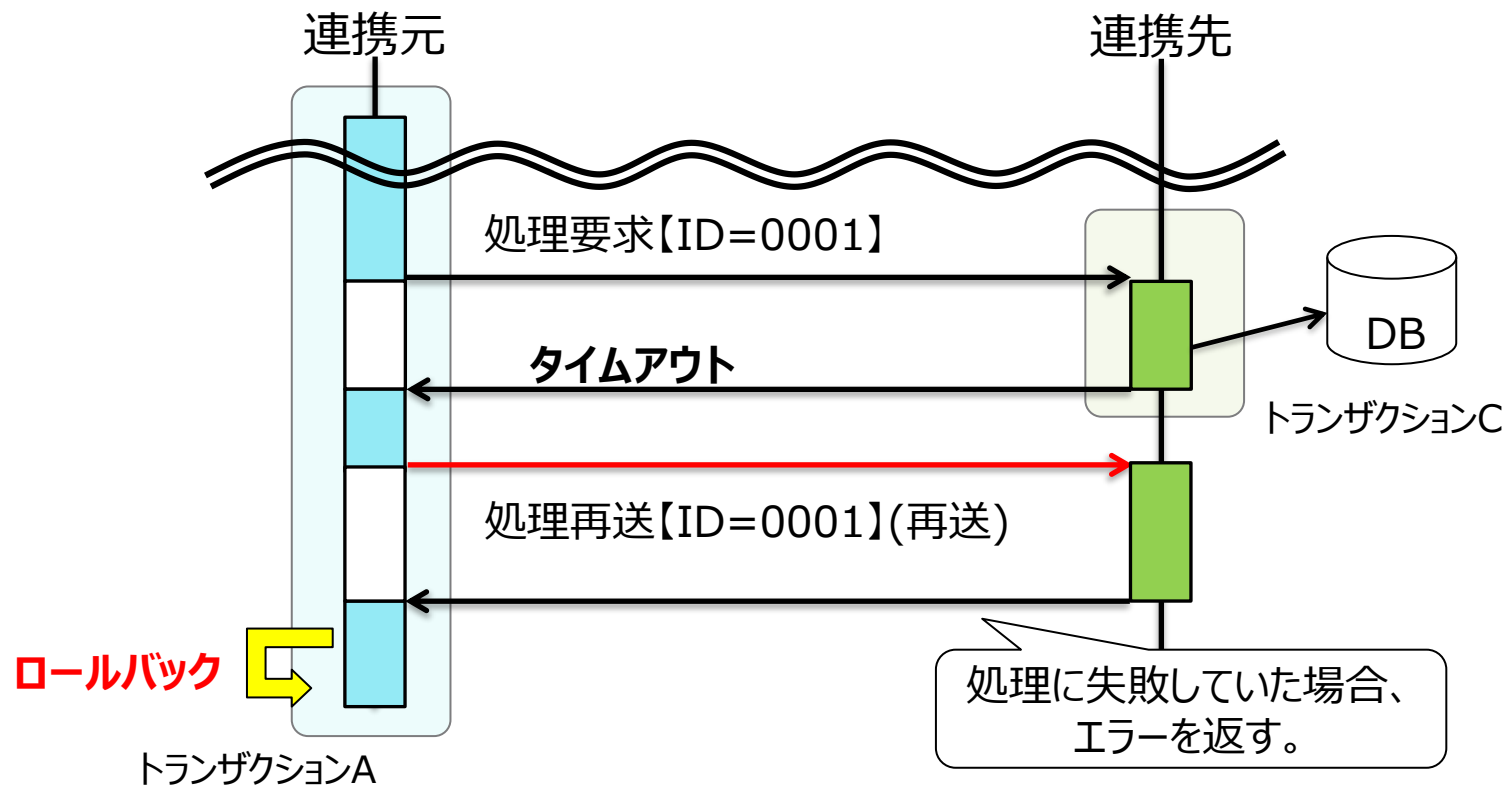 連携元
連携先
処理要求【ID=0001】
DB
タイムアウト
トランザクションC
処理再送【ID=0001】(再送)
ロールバック
処理に失敗していた場合、
エラーを返す。
トランザクションA